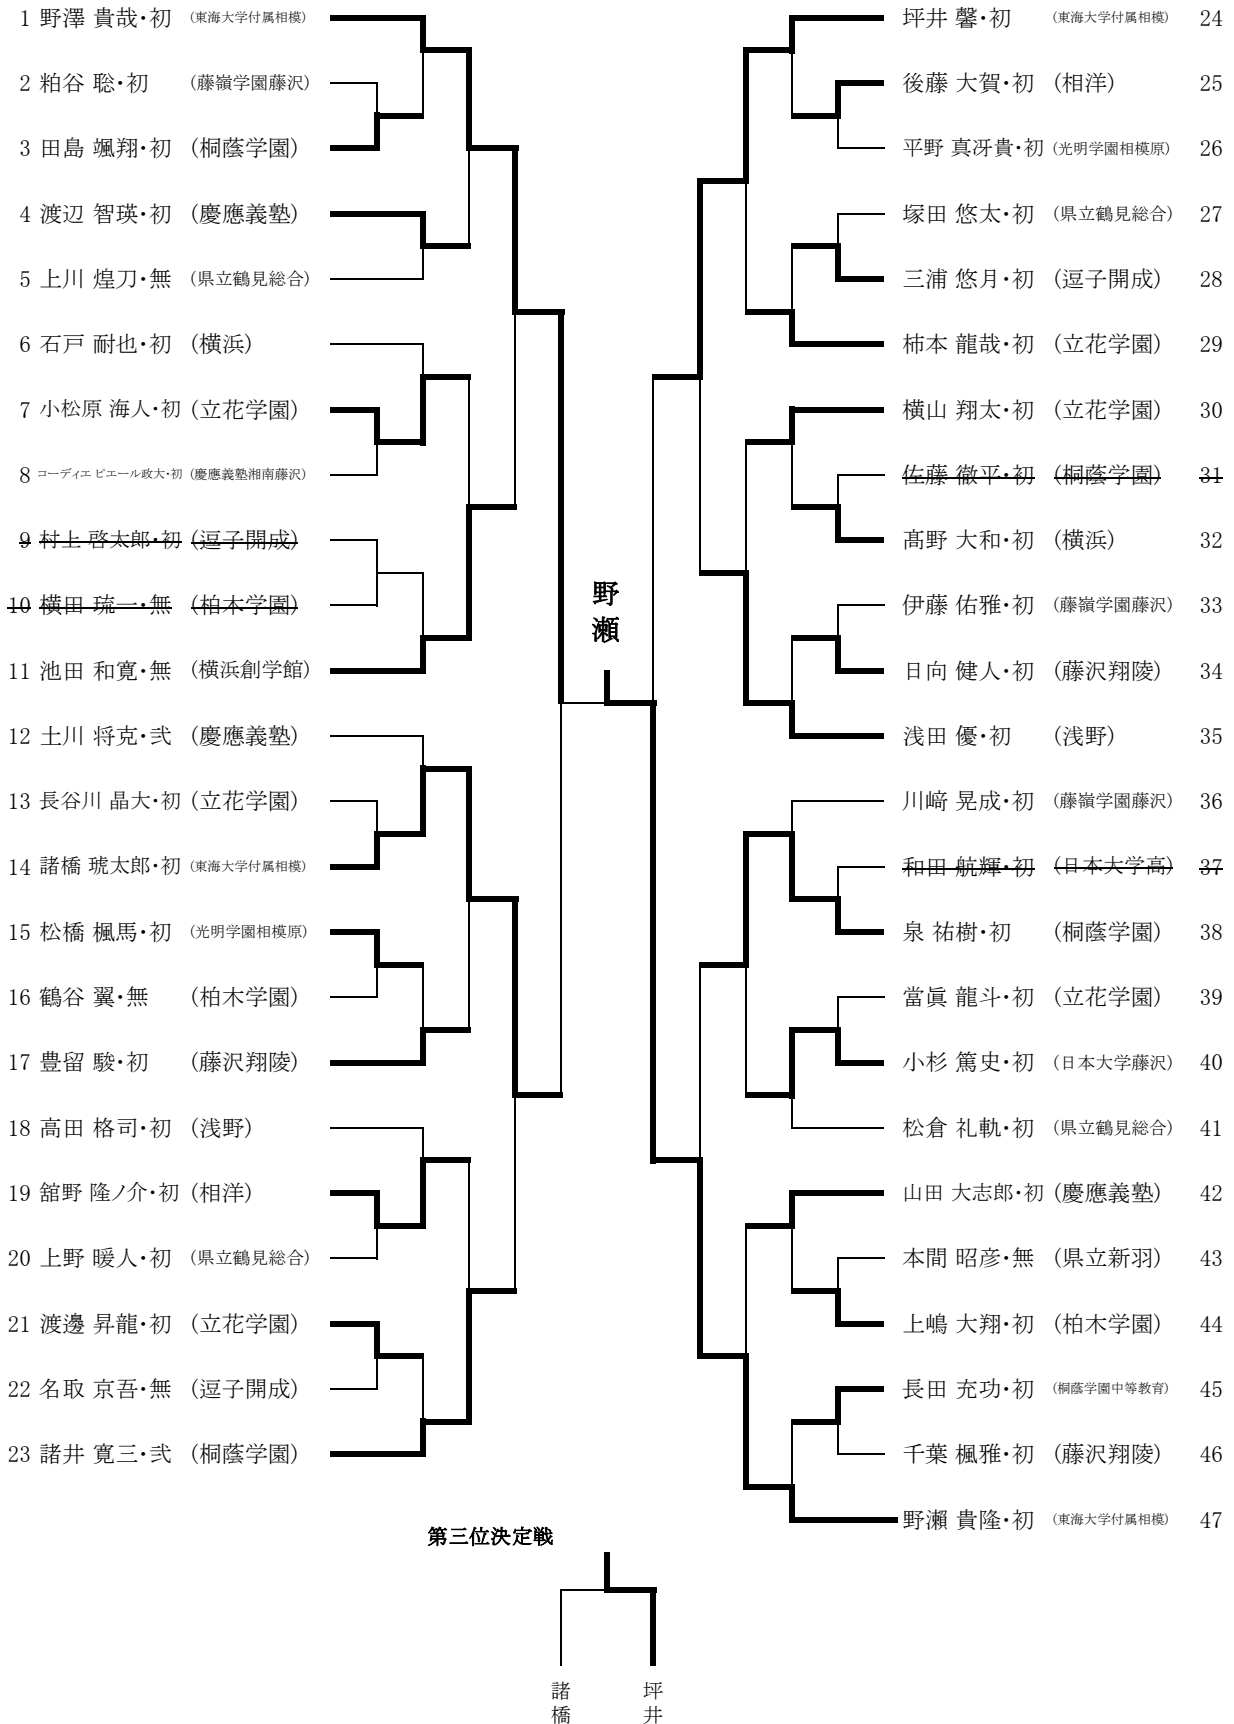 1 野澤 貴哉・初 (東海大学付属相模)
2 粕谷 聡・初 (藤嶺学園藤沢)
3 田島 颯翔・初 (桐蔭学園)
4 渡辺 智瑛・初 (慶應義塾)
5 上川 煌刀・無 (県立鶴見総合)
6 石戸 耐也・初 (横浜)
7 小松原 海人・初 (立花学園)
8 コーディエ ピエール政大・初 (慶應義塾湘南藤沢)
9 村上 啓太郎・初 (逗子開成)
10 横田 琉一・無 (柏木学園)
11 池田 和寛・無 (横浜創学館)
12 土川 将克・弐 (慶應義塾)
13 長谷川 晶大・初 (立花学園)
14 諸橋 琥太郎・初 (東海大学付属相模)
15 松橋 楓馬・初 (光明学園相模原)
16 鶴谷 翼・無 (柏木学園)
17 豊留 駿・初 (藤沢翔陵)
18 高田 格司・初 (浅野)
19 舘野 隆ノ介・初 (相洋)
20 上野 暖人・初 (県立鶴見総合)
21 渡邊 昇龍・初 (立花学園)
22 名取 京吾・無 (逗子開成)
23 諸井 寛三・弐 (桐蔭学園)
野瀬
坪井 馨・初 (東海大学付属相模) 24
後藤 大賀・初 (相洋) 25
平野 真冴貴・初 (光明学園相模原) 26
塚田 悠太・初 (県立鶴見総合) 27
三浦 悠月・初 (逗子開成) 28
柿本 龍哉・初 (立花学園) 29
横山 翔太・初 (立花学園) 30
佐藤 徹平・初 (桐蔭学園) 31
髙野 大和・初 (横浜) 32
伊藤 佑雅・初 (藤嶺学園藤沢) 33
日向 健人・初 (藤沢翔陵) 34
浅田 優・初 (浅野) 35
川﨑 晃成・初 (藤嶺学園藤沢) 36
和田 航輝・初 (日本大学高) 37
泉 祐樹・初 (桐蔭学園) 38
當眞 龍斗・初 (立花学園) 39
小杉 篤史・初 (日本大学藤沢) 40
松倉 礼軌・初 (県立鶴見総合) 41
山田 大志郎・初 (慶應義塾) 42
本間 昭彦・無 (県立新羽) 43
上嶋 大翔・初 (柏木学園) 44
長田 充功・初 (桐蔭学園中等教育) 45
千葉 楓雅・初 (藤沢翔陵) 46
野瀨 貴隆・初 (東海大学付属相模) 47
第三位決定戦
諸橋
坪井